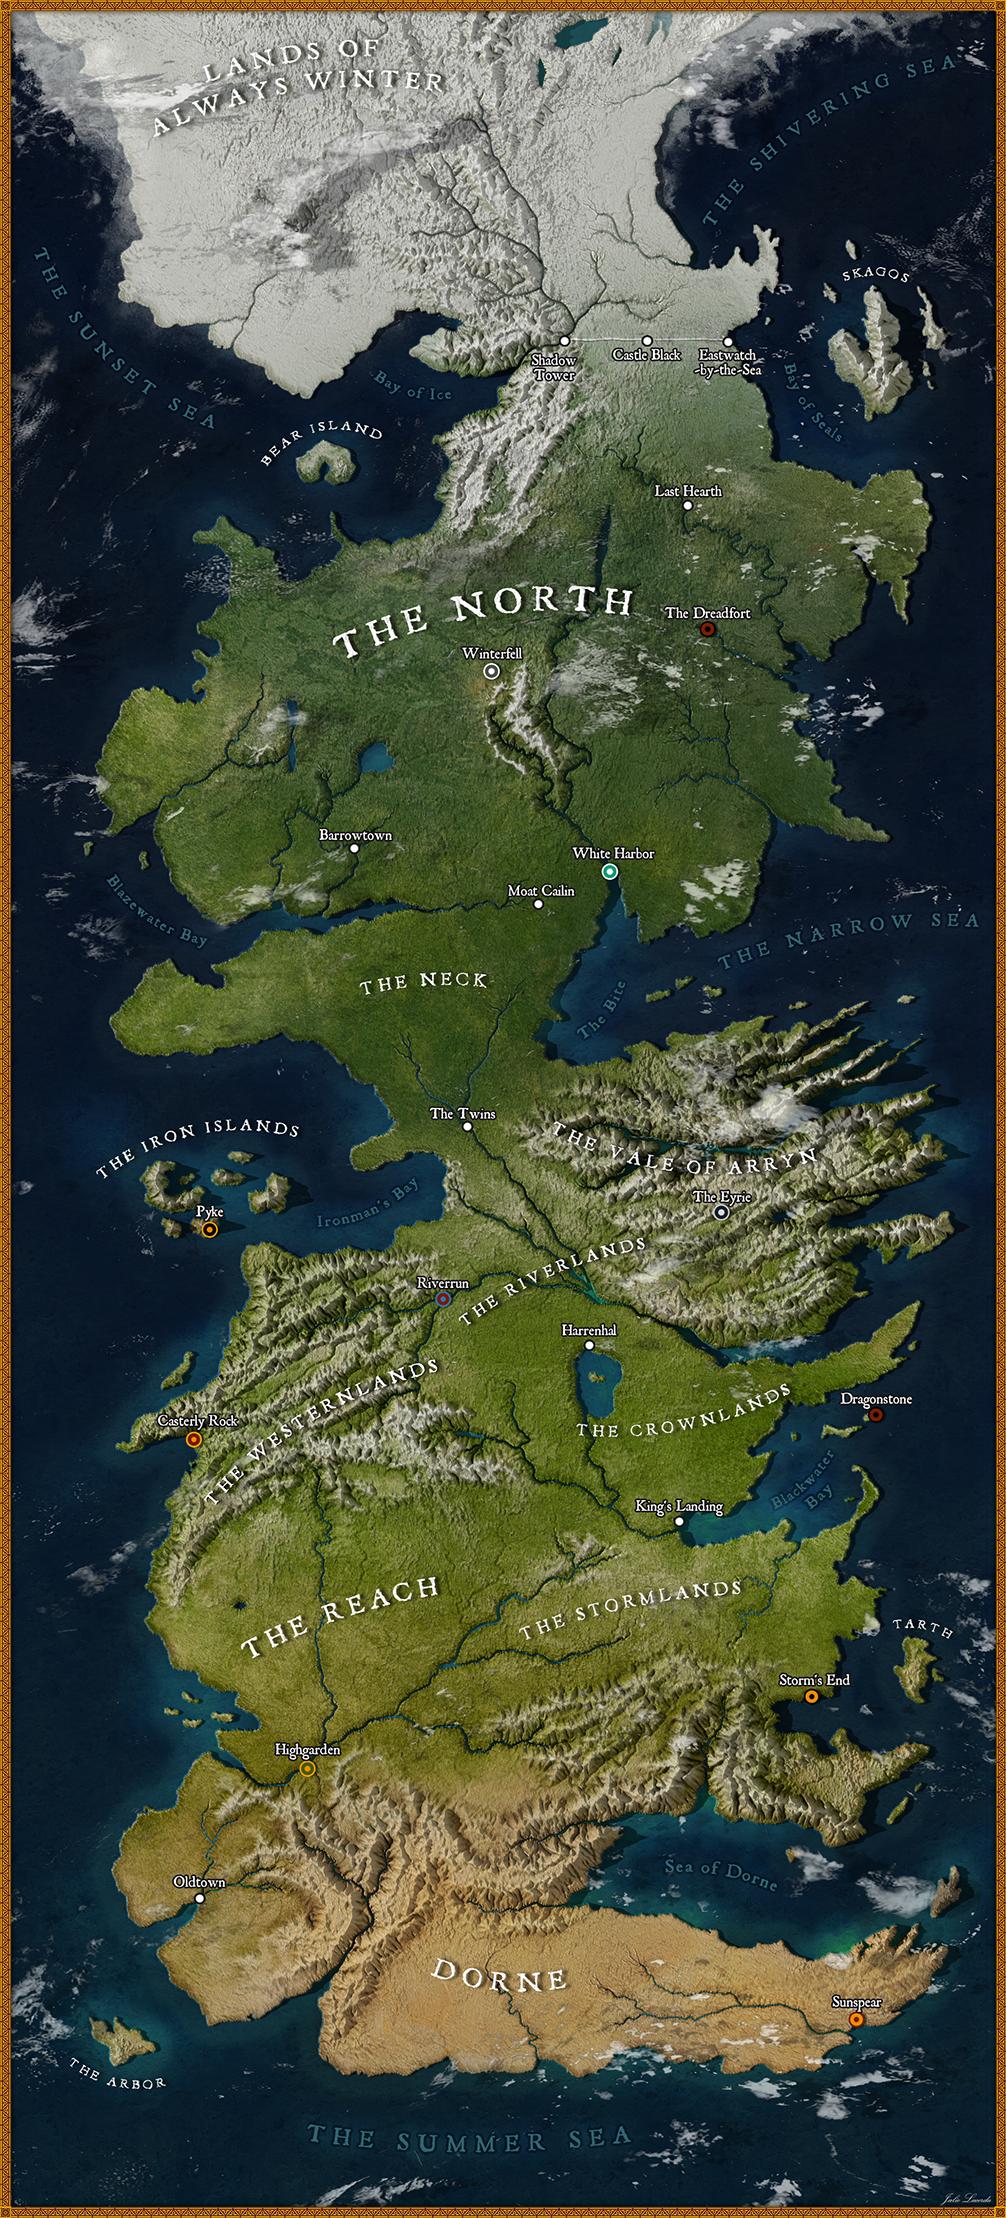 LANDS OF
ALWAYS WINTER
THE SHIVERING SEA
THE SUNSET SEA
SKAGOS
Shadow
Tower
Castle Black
Eastwatch
-by-the-Sea
Bay of Ice
Bay of Seals
BEAR ISLAND
Last Hearth
THE NORTH
The Dreadfort
Winterfell
Barrowtown
White Harbor
Moat Cailin
Blazewater Bay
THE NARROW SEA
THE NECK
The Bite
The Twins
THE IRON ISLANDS
THE VALE OF ARRYN
Pyke
Ironman's Bay
The Eyrie
THE RIVERLANDS
Riverrun
Harrenhal
THE WESTERNLANDS
Casterly Rock
THE CROWNLANDS
Dragonstone
Blackwater
Bay
King's Landing
THE REACH
THE STORMLANDS
TARTH
Storm's End
Highgarden
Sea of Dorne
Oldtown
DORNE
Sunspear
THE ARBOR
THE SUMMER SEA
Julio Lacerda